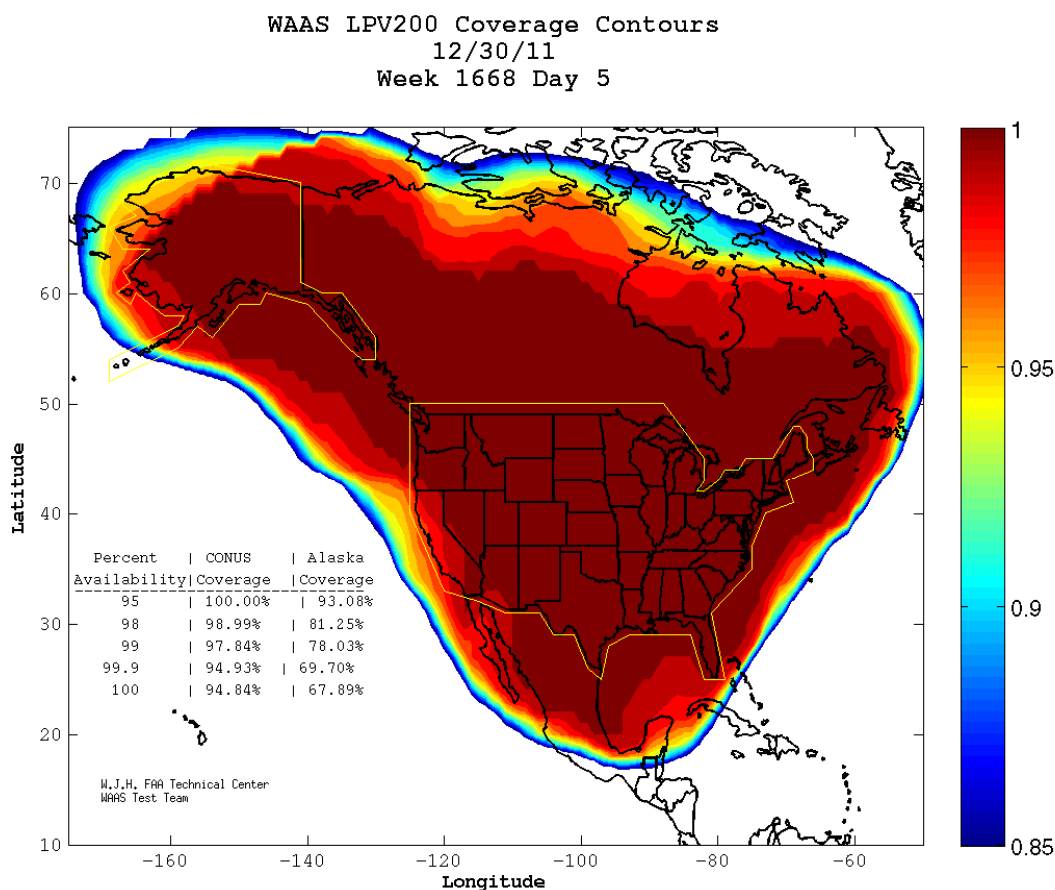 WAAS LPV200 Coverage Contours
12/30/11
Week 1668 Day 5
Latitude
70
60
50
40
30
20
10
Percent | CONUS | Alaska
Availability|Coverage |Coverage
95 | 100.00% | 93.08%
98 | 98.99% | 81.25%
99 | 97.84% | 78.03%
99.9 | 94.93% | 69.70%
100 | 94.84% | 67.89%
W.J.H. FAA Technical Center
WAAS Test Team
-160 -140 -120 -100 -80 -60
Longitude
1
0.95
0.9
0.85